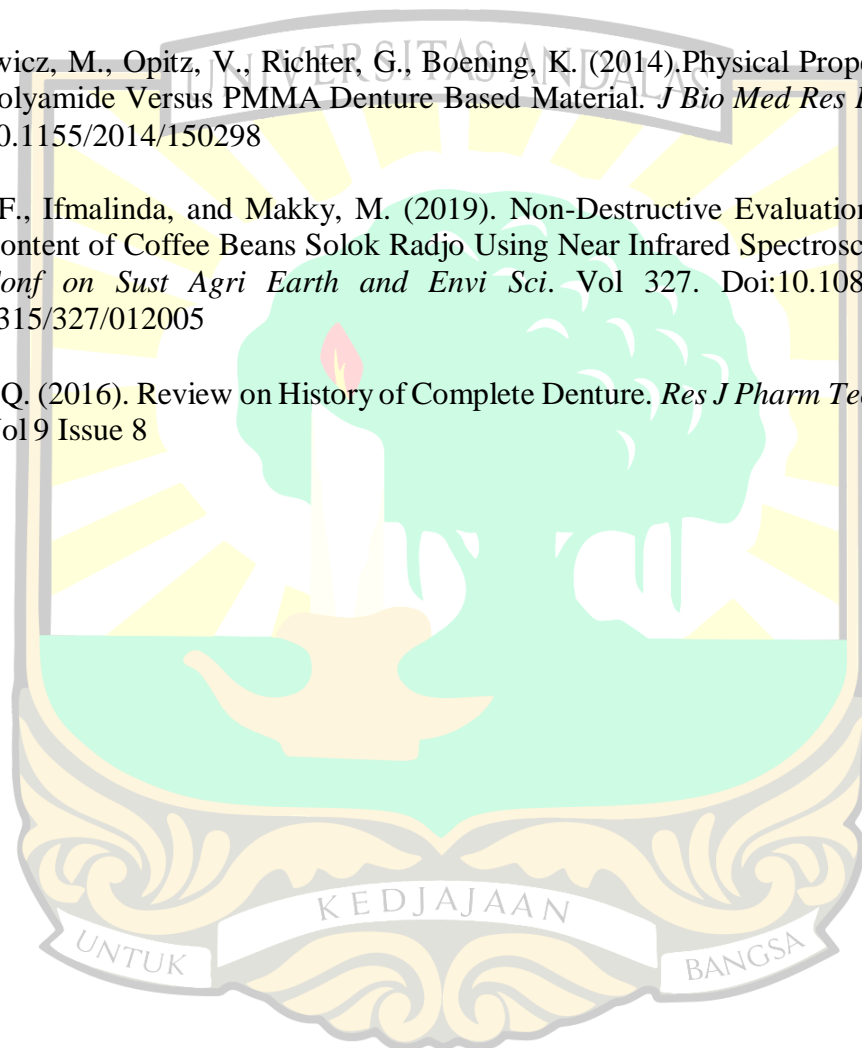 wicz, M., Opitz, V., Richter, G., Boening, K. (2014).Physical Prope
olyamide Versus PMMA Denture Based Material. J Bio Med Res
0.1155/2014/150298
F., Ifmalinda, and Makky, M. (2019). Non-Destructive Evaluation
ontent of Coffee Beans Solok Radjo Using Near Infrared Spectrosc
onf on Sust Agri Earth and Envi Sci. Vol 327. Doi:10.108
315/327/012005
Q. (2016). Review on History of Complete Denture. Res J Pharm Te
ol 9 Issue 8
UNIVERSITAS ANDALAS
KEDJAJAAN
UNTUK
BANGSA